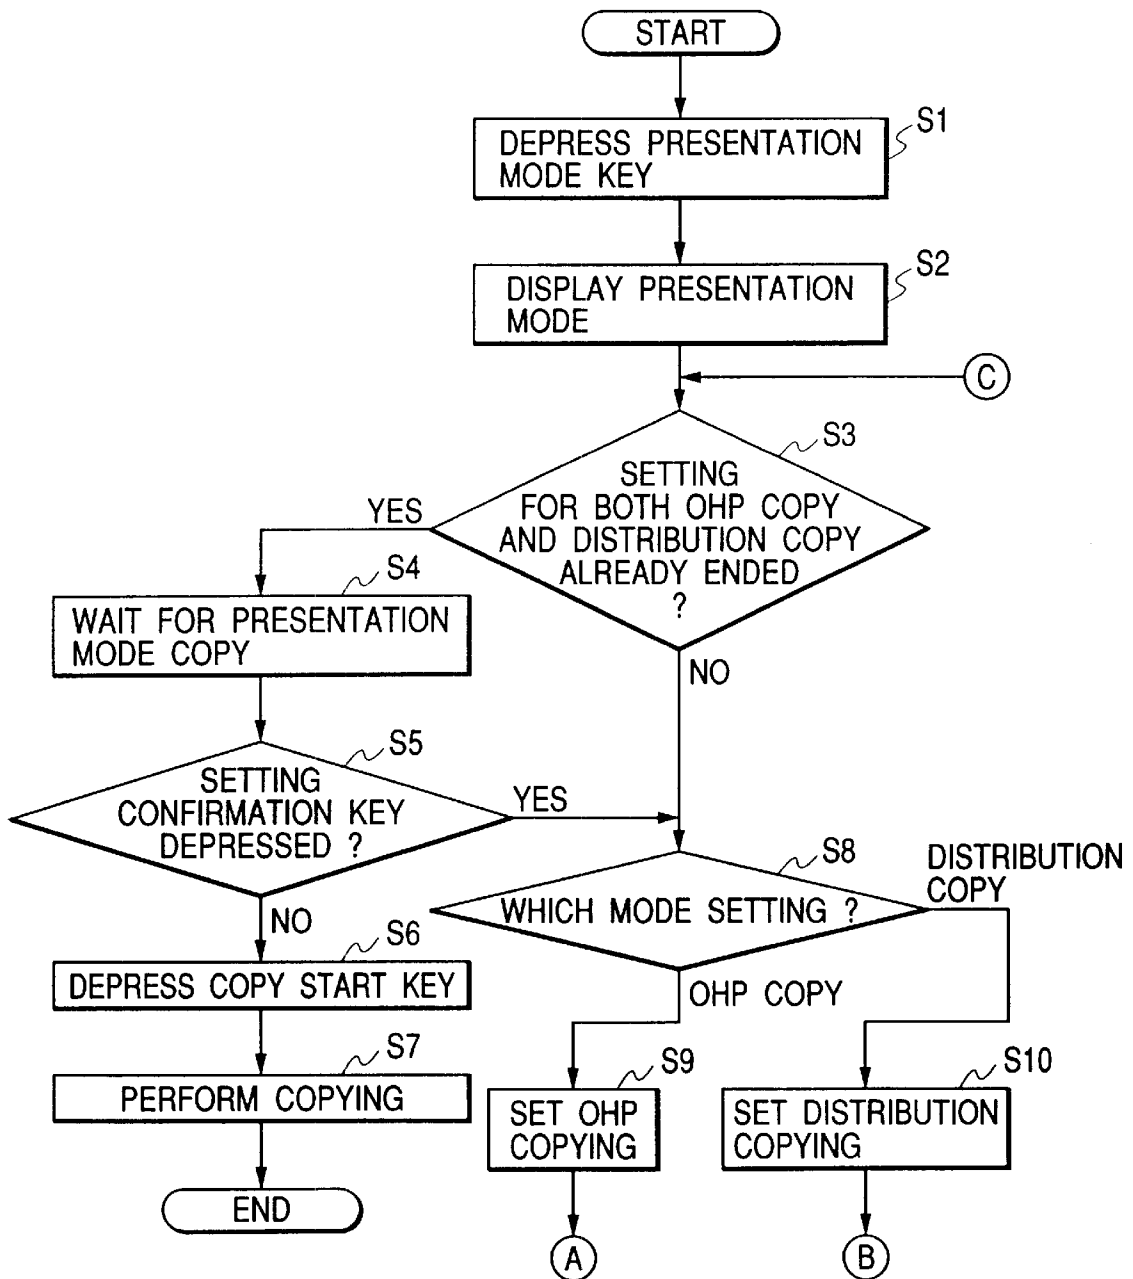 START
S1
DEPRESS PRESENTATION
MODE KEY
S2
DISPLAY PRESENTATION
MODE
C
S3
SETTING
FOR BOTH OHP COPY
AND DISTRIBUTION COPY
ALREADY ENDED
?
YES
NO
S4
WAIT FOR PRESENTATION
MODE COPY
S5
SETTING
CONFIRMATION KEY
DEPRESSED ?
YES
NO
S6
DEPRESS COPY START KEY
S7
PERFORM COPYING
END
S8
WHICH MODE SETTING ?
DISTRIBUTION
COPY
OHP COPY
S9
SET OHP
COPYING
A
S10
SET DISTRIBUTION
COPYING
B